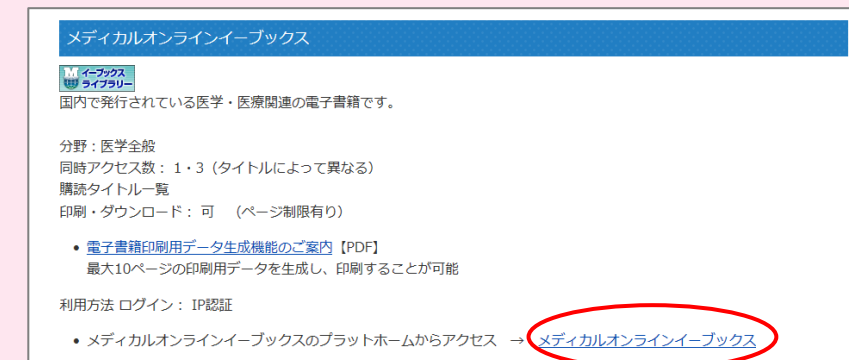 メディカルオンラインイーブックス
M イーブックス
ライブラリー
国内で発行されている医学・医療関連の電子書籍です。
分野：医学全般
同時アクセス数： 1・3（タイトルによって異なる）
購読タイトル一覧
印刷・ダウンロード： 可　（ページ制限有り）
• 電子書籍印刷用データ生成機能のご案内【PDF】
最大10ページの印刷用データを生成し、印刷することが可能
利用方法 ログイン： IP認証
• メディカルオンラインイーブックスのプラットホームからアクセス　→　メディカルオンラインイーブックス